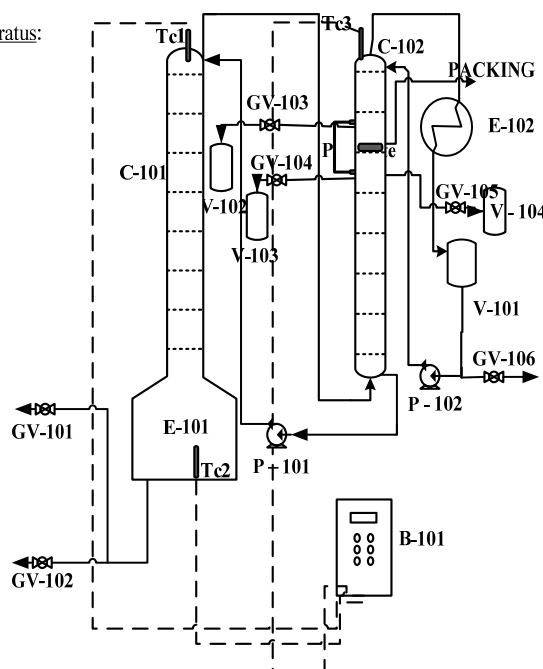 ratus:
Tc1
Tc3
C-102
PACKING
GV-103
E-102
P
e
GV-104
C-101
GV-105
V-102
V - 104
V-103
V-101
GV-106
P - 102
GV-101
E-101
Tc2
P - 101
B-101
GV-102